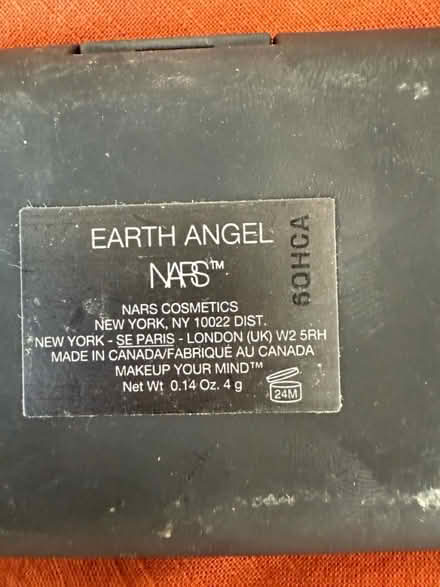 EARTH ANGEL
NARS™
NARS COSMETICS
NEW YORK, NY 10022 DIST.
NEW YORK - SE PARIS - LONDON (UK) W2 5RH
MADE IN CANADA/FABRIQUÉ AU CANADA
MAKEUP YOUR MIND™
Net Wt 0.14 Oz. 4 g
24M
6QHCA